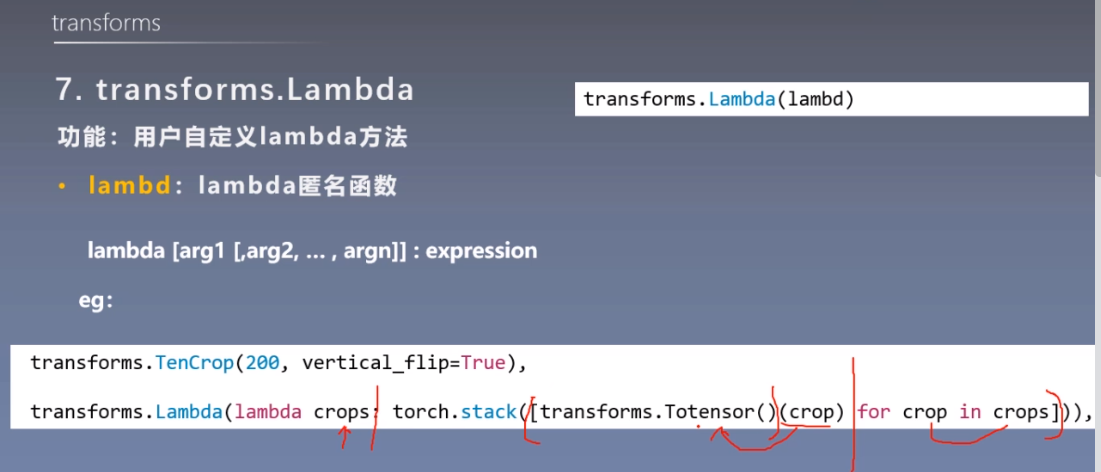 transforms
7. transforms.Lambda
transforms.Lambda(lambd)
功能：用户自定义lambda方法
• lambd：lambda匿名函数
lambda [arg1 [,arg2, ... , argn]] : expression
eg：
transforms.TenCrop(200, vertical_flip=True),
transforms.Lambda(lambda crops: torch.stack([transforms.Totensor()(crop) for crop in crops])),